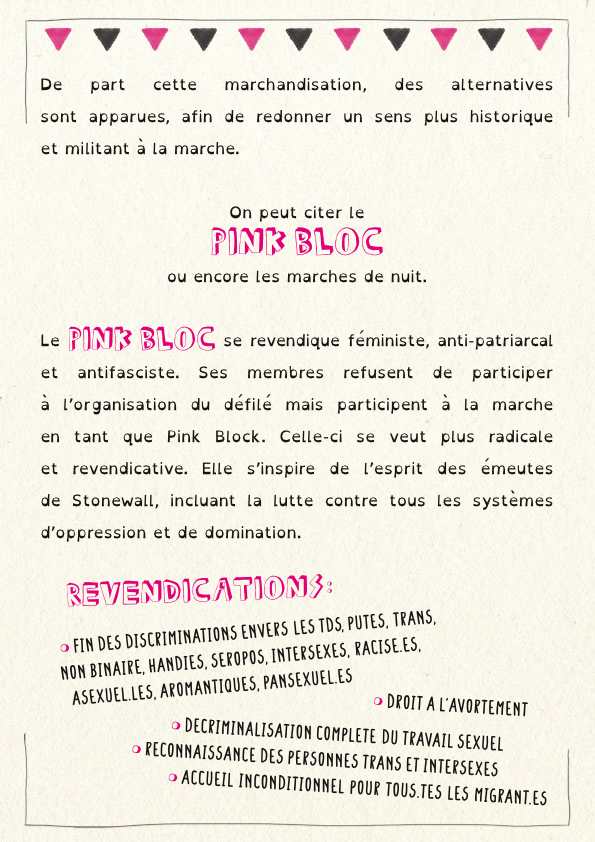 De part cette marchandisation, des alternatives
sont apparues, afin de redonner un sens plus historique
et militant à la marche.
On peut citer le
PINK BLOC
ou encore les marches de nuit.
Le PINK BLOC se revendique féministe, anti-patriarcal
et antifasciste. Ses membres refusent de participer
à l'organisation du défilé mais participent à la marche
en tant que Pink Block. Celle-ci se veut plus radicale
et revendicative. Elle s'inspire de l'esprit des émeutes
de Stonewall, incluant la lutte contre tous les systèmes
d'oppression et de domination.
REVENDICATIONS:
FIN DES DISCRIMINATIONS ENVERS LES TDS, PUTES, TRANS,
NON BINAIRE, HANDIES, SEROPOS, INTERSEXES, RACISE.ES,
ASEXUEL.LES, AROMANTIQUES, PANSEXUEL.ES
DROIT A L'AVORTEMENT
DECRIMINALISATION COMPLETE DU TRAVAIL SEXUEL
RECONNAISSANCE DES PERSONNES TRANS ET INTERSEXES
ACCUEIL INCONDITIONNEL POUR TOUS.TES LES MIGRANT.ES